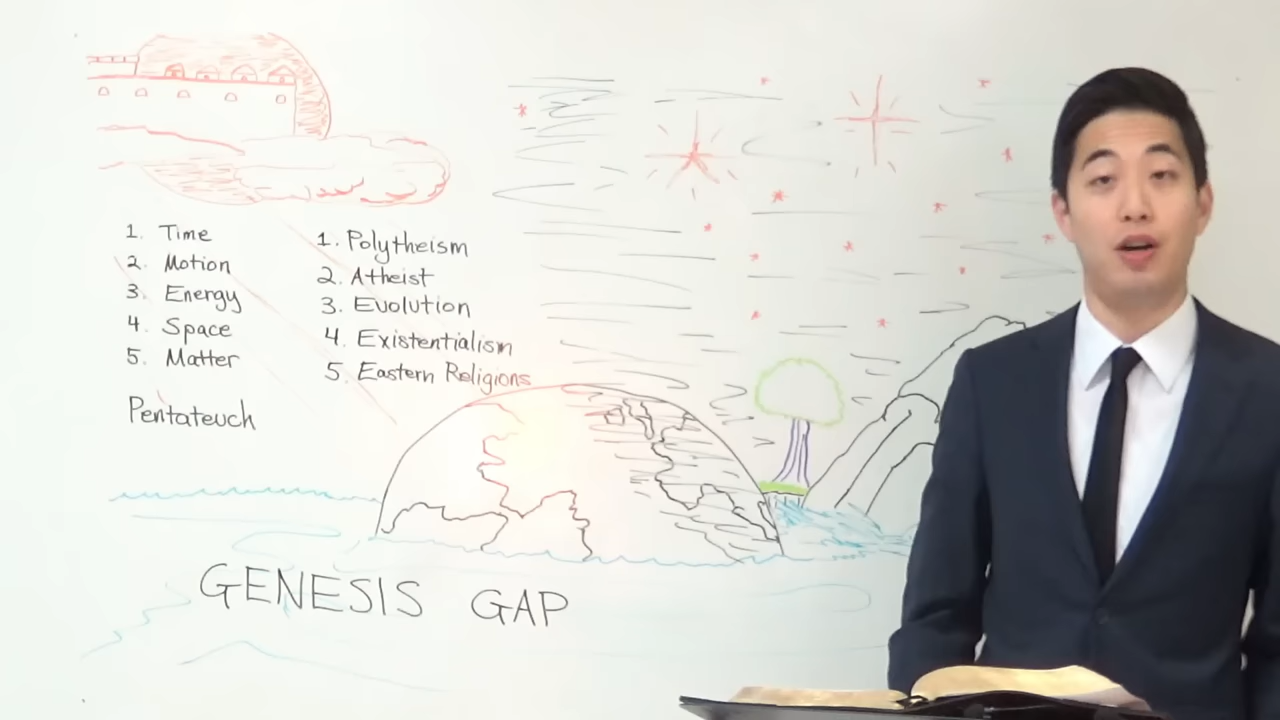 1. Time
2. Motion
3. Energy
4. Space
5. Matter
Pentateuch
1. Polytheism
2. Atheist
3. Evolution
4. Existentialism
5. Eastern Religions
GENESIS GAP